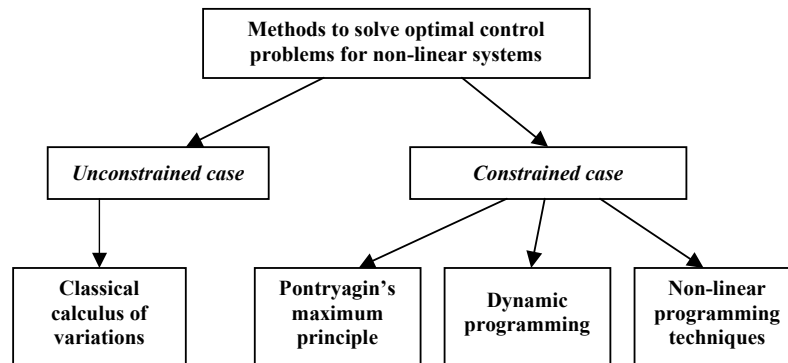 Methods to solve optimal control
problems for non-linear systems
Unconstrained case
Constrained case
Classical
calculus of
variations
Pontryagin's
maximum
principle
Dynamic
programming
Non-linear
programming
techniques